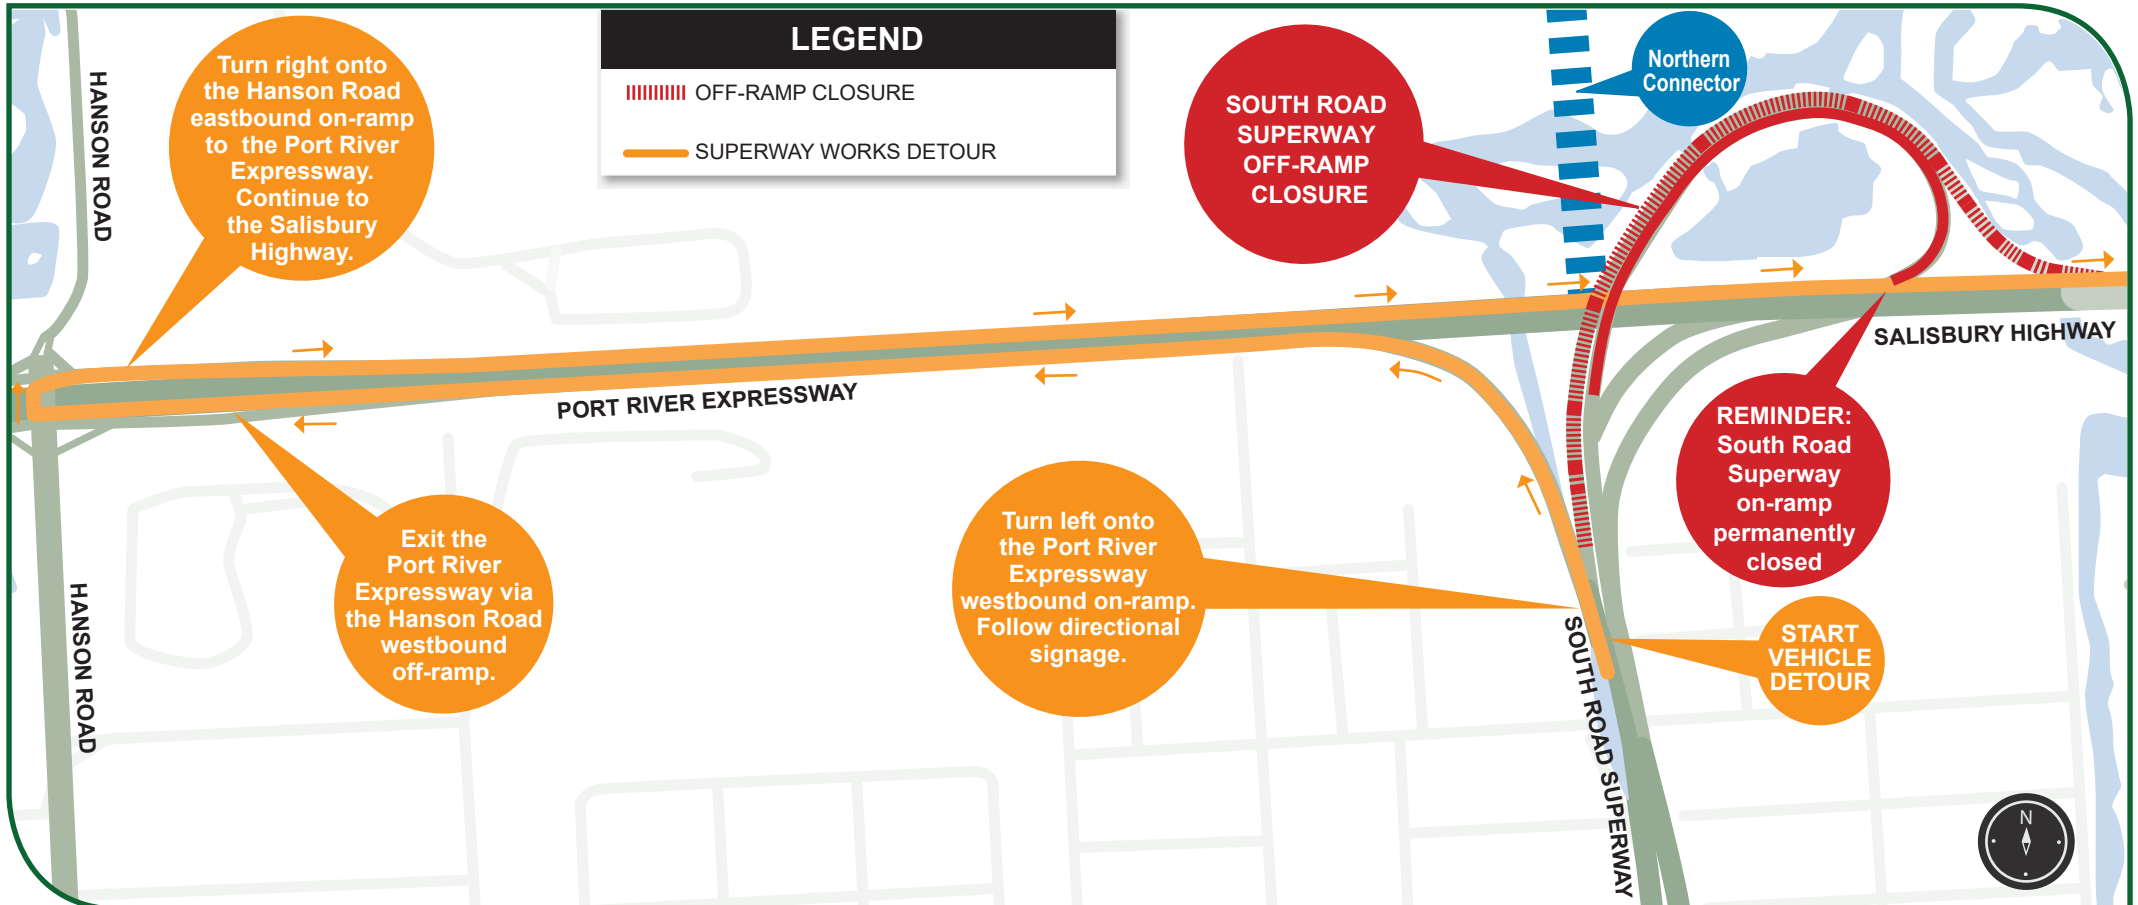 HANSON ROAD
Turn right onto
the Hanson Road
eastbound on-ramp
to the Port River
Expressway.
Continue to
the Salisbury
Highway.
LEGEND
OFF-RAMP CLOSURE
SUPERWAY WORKS DETOUR
SOUTH ROAD
SUPERWAY
OFF-RAMP
CLOSURE
Northern
Connector
SALISBURY HIGHWAY
PORT RIVER EXPRESSWAY
REMINDER:
South Road
Superway
on-ramp
permanently
closed
Exit the
Port River
Expressway via
the Hanson Road
westbound
off-ramp.
Turn left onto
the Port River
Expressway
westbound on-ramp.
Follow directional
signage.
START
VEHICLE
DETOUR
HANSON ROAD
SOUTH ROAD SUPERWAY
N